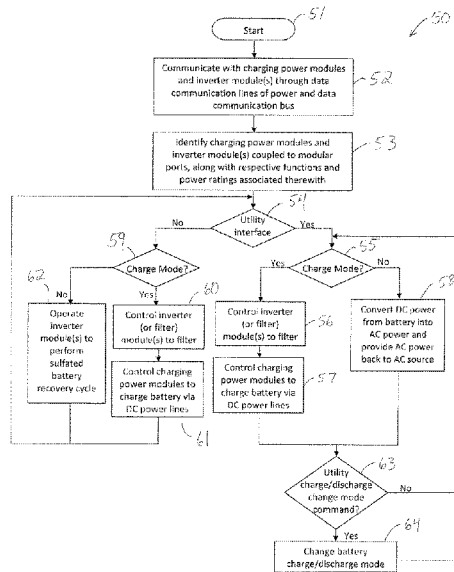 51
50
Start
Communicate with charging power modules
and inverter module(s) through data
communication lines of power and data
communication bus
52
Identify charging power modules and
inverter module(s) coupled to modular
ports, along with respective functions and
power ratings associated therewith
53
54
No
Utility
interface
Yes
59
Charge Mode?
55
Yes
Charge Mode?
No
62
No
Yes
60
Operate
inverter
module(s) to
perform
sulfated
battery
recovery cycle
Control inverter
(or filter)
module(s) to filter
Control charging
power modules to
charge battery via
DC power lines
61
Control inverter
(or filter)
module(s) to filter
56
Control charging
power modules to
charge battery via
DC power lines
57
58
Convert DC power
from battery into
AC power and
provide AC power
back to AC source
63
Utility
charge/discharge
change mode
command?
No
Yes
64
Change battery
charge/discharge mode